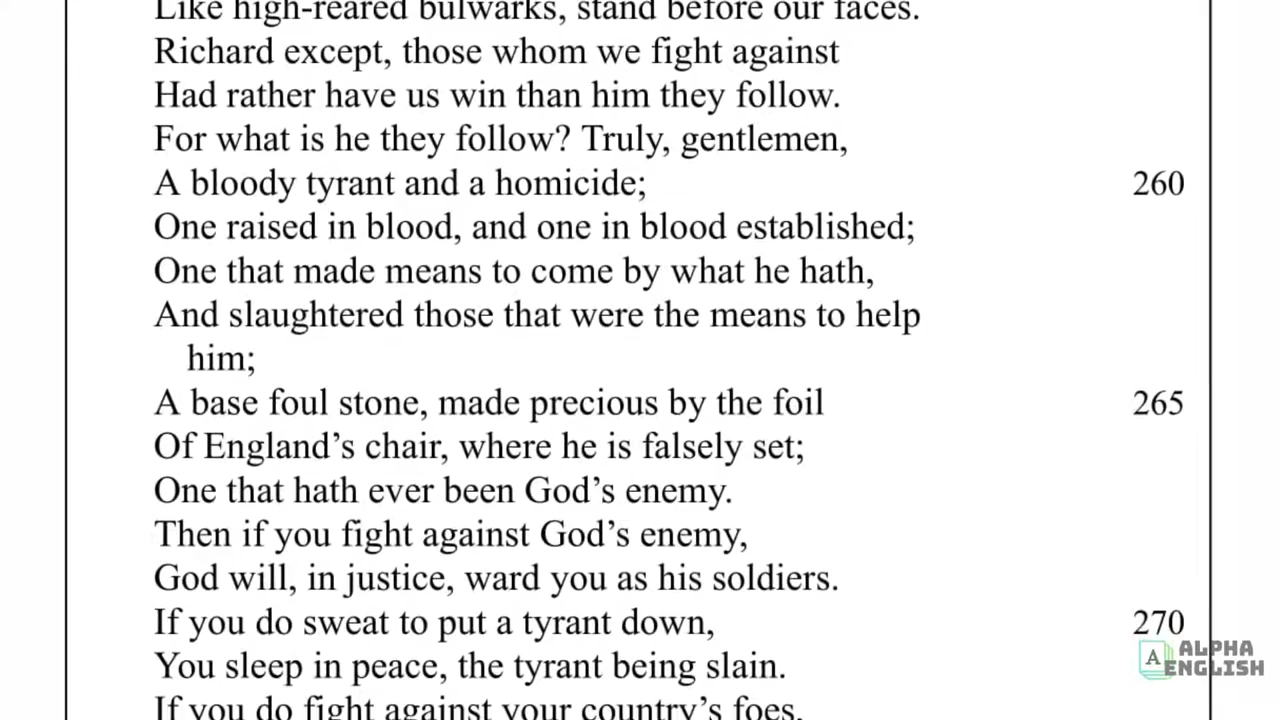 Like high-reared bulwarks, stand before our faces.
Richard except, those whom we fight against
Had rather have us win than him they follow.
For what is he they follow? Truly, gentlemen,
A bloody tyrant and a homicide; 260
One raised in blood, and one in blood established;
One that made means to come by what he hath,
And slaughtered those that were the means to help
him;
A base foul stone, made precious by the foil 265
Of England's chair, where he is falsely set;
One that hath ever been God's enemy.
Then if you fight against God's enemy,
God will, in justice, ward you as his soldiers.
If you do sweat to put a tyrant down, 270
You sleep in peace, the tyrant being slain.
If you do fight against your country's foes,
A ALPHA
ENGLISH